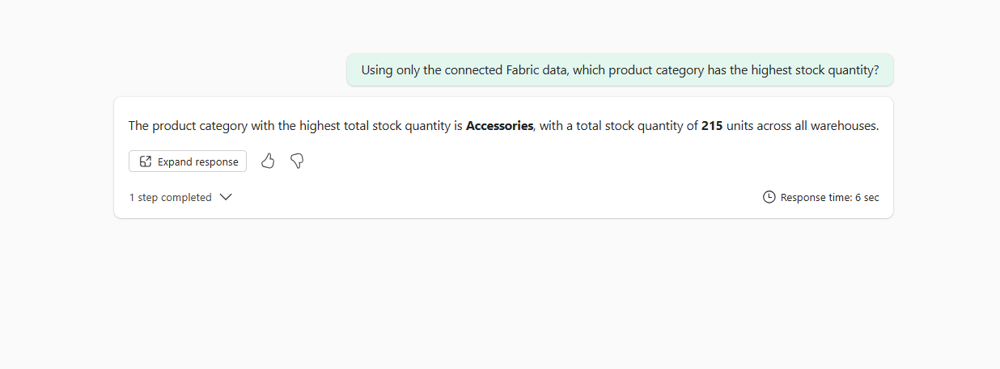 Using only the connected Fabric data, which product category has the highest stock quantity?
The product category with the highest total stock quantity is Accessories, with a total stock quantity of 215 units across all warehouses.
Expand response
1 step completed
Response time: 6 sec